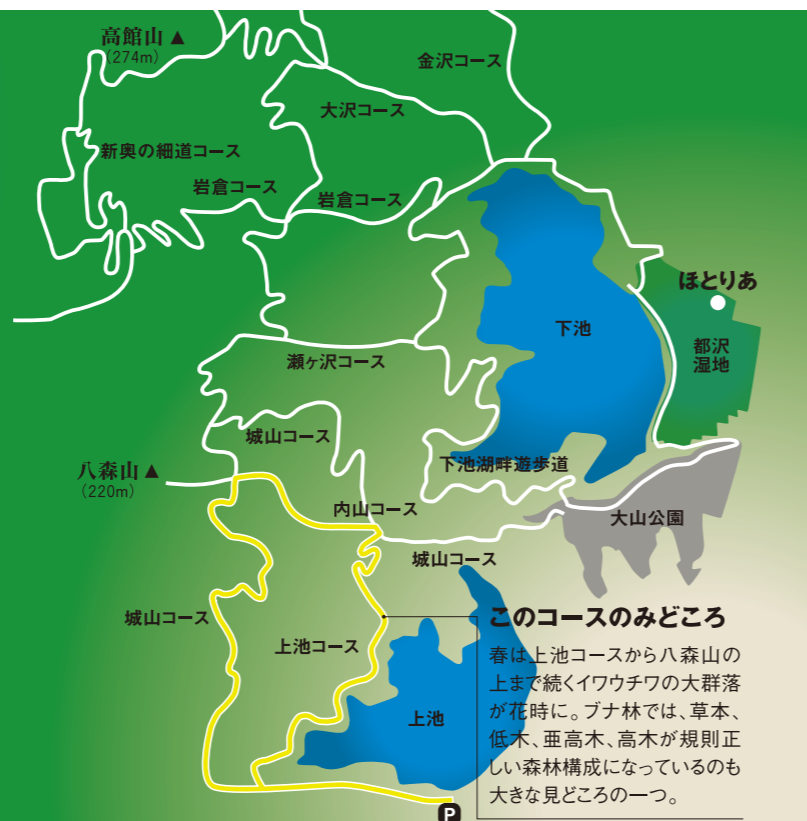 高館山 ▲
(274m)
金沢コース
大沢コース
新奥の細道コース
岩倉コース
岩倉コース
ほとりあ
下池
都沢
湿地
瀬ヶ沢コース
城山コース
下池湖畔遊歩道
八森山 ▲
(220m)
内山コース
大山公園
城山コース
城山コース
上池コース
上池
このコースのみどころ
春は上池コースから八森山の
上まで続くイワウチワの大群落
が花時に。ブナ林では、草本、
低木、亜高木、高木が規則正
しい森林構成になっているのも
大きな見どころの一つ。
P